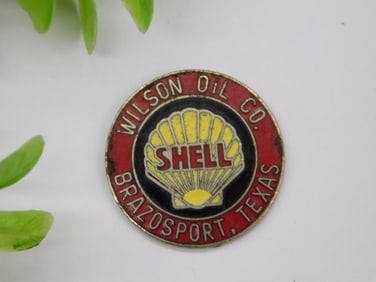 WILSON OiL CO.
SHELL
BRAZOSPORT, TEXAS